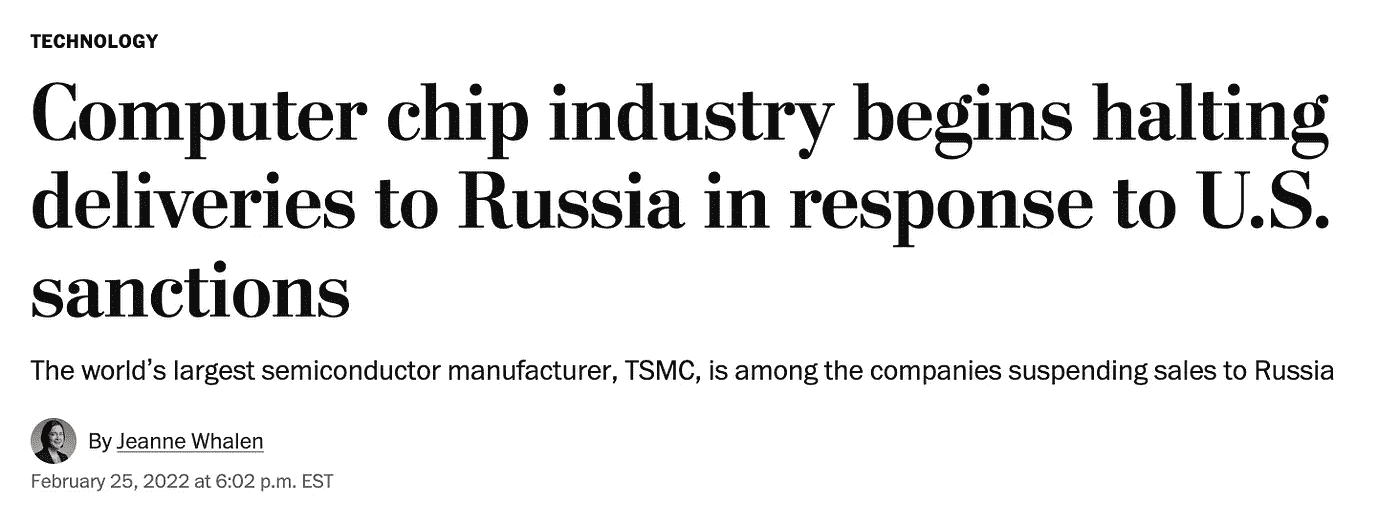 TECHNOLOGY
Computer chip industry begins halting
deliveries to Russia in response to U.S.
sanctions
The world’s largest semiconductor manufacturer, TSMC, is among the companies suspending sales to Russia
By Jeanne Whalen
February 25, 2022 at 6:02 p.m. EST